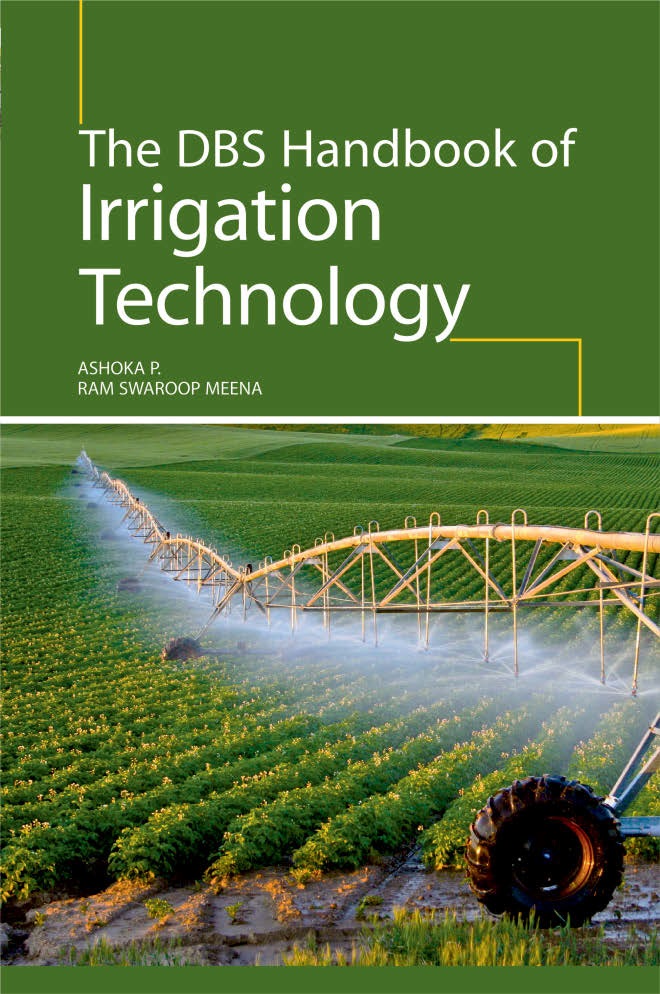 The DBS Handbook of
Irrigation
Technology
ASHOKA P.
RAM SWAROOP MEENA